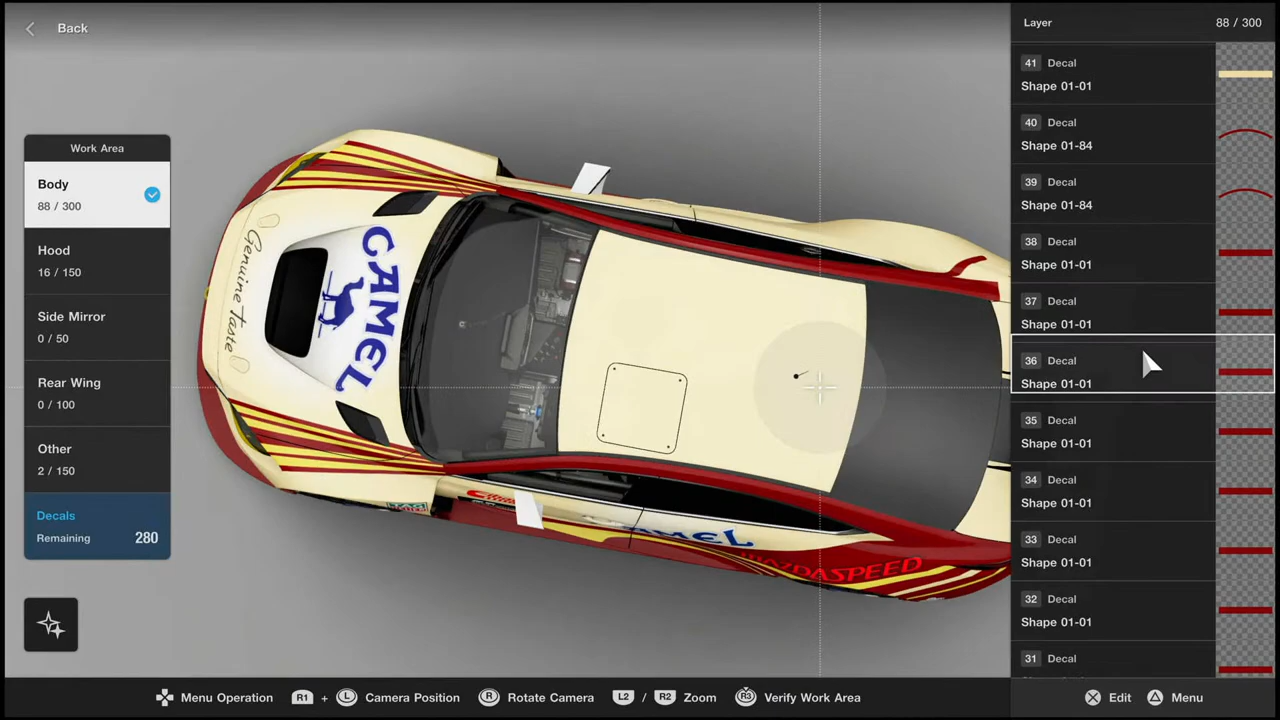 Back
Layer
88 / 300
Work Area
Body
88 / 300
Hood
16 / 150
Side Mirror
0 / 50
Rear Wing
0 / 100
Other
2 / 150
Decals
Remaining
280
Genuine Taste
CAMEL
CAMEL
MAZDASPEED
41
Decal
Shape 01-01
40
Decal
Shape 01-84
39
Decal
Shape 01-84
38
Decal
Shape 01-01
37
Decal
Shape 01-01
36
Decal
Shape 01-01
35
Decal
Shape 01-01
34
Decal
Shape 01-01
33
Decal
Shape 01-01
32
Decal
Shape 01-01
31
Decal
Menu Operation
R1 + L Camera Position
R Rotate Camera
L2 / R2 Zoom
R3 Verify Work Area
Edit
Menu